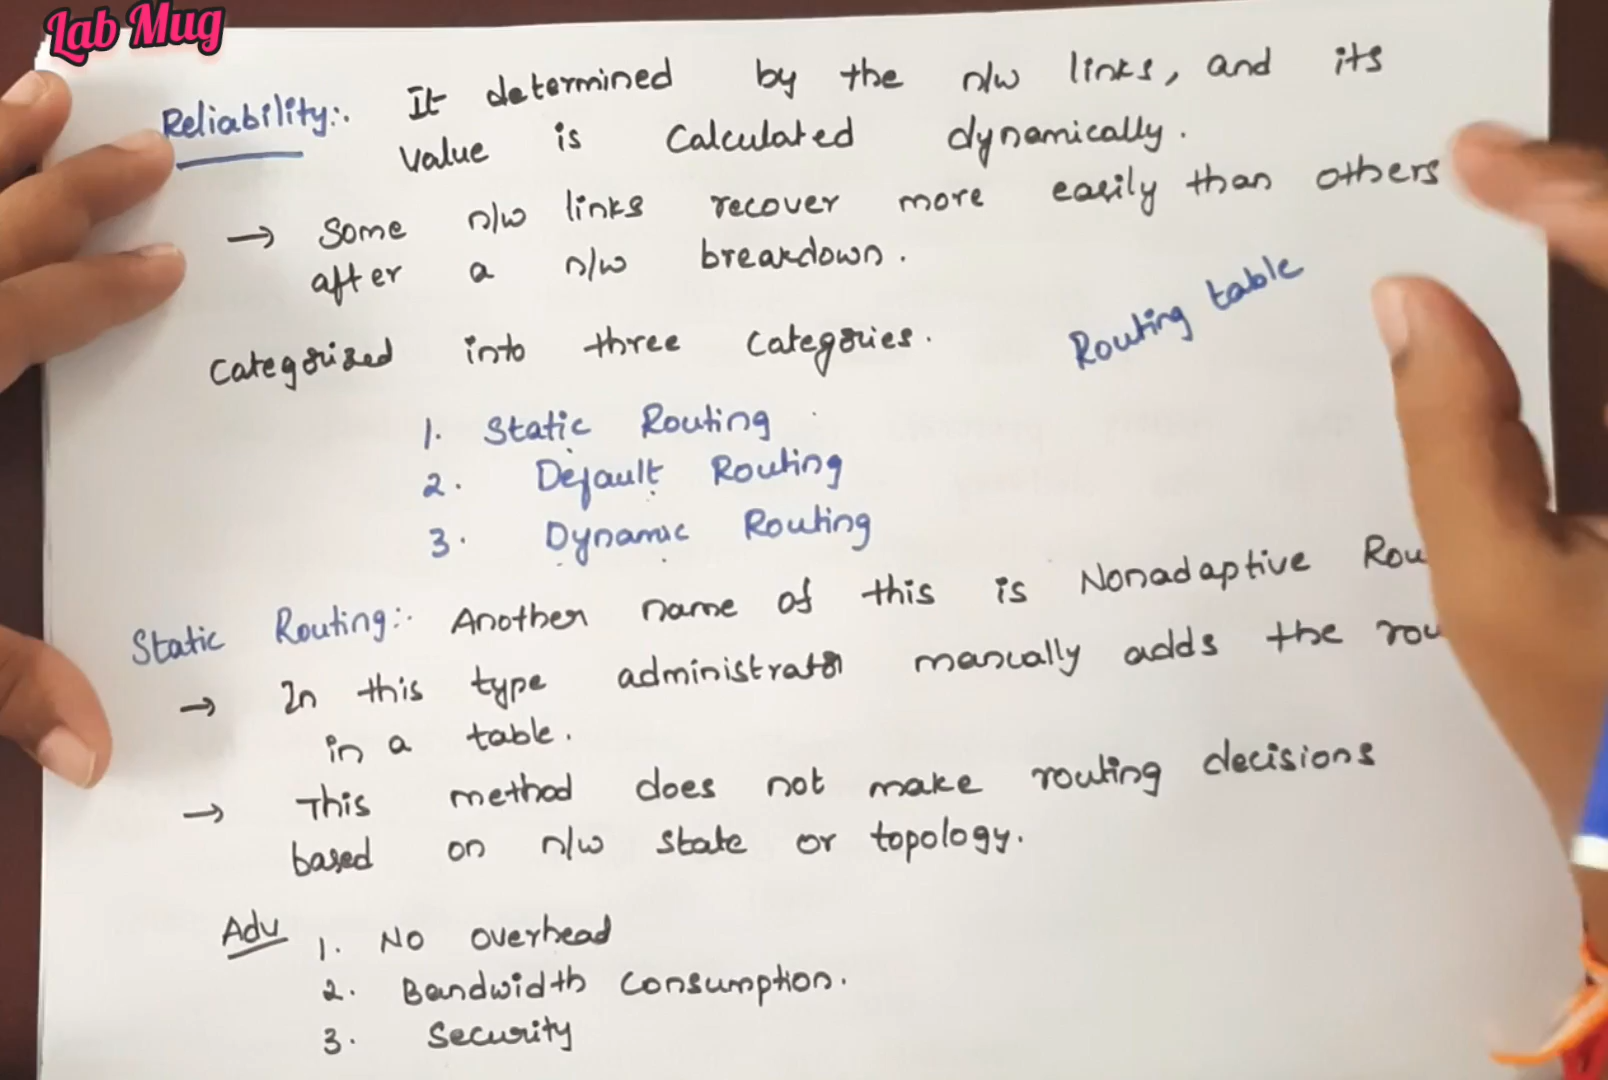 Lab Mug
Reliability:. It determined by the n/w links, and its
value is calculated dynamically.
→ Some n/w links recover more easily than others
after a n/w breakdown.
Routing table
Categorized into three categories.
1. Static Routing
2. Default Routing
3. Dynamic Routing
Static Routing:. Another name of this is Nonadaptive Rou
→ In this type administrator manually adds the rou
in a table.
→ This method does not make routing decisions
based on n/w state or topology.
Adv
1. No overhead
2. Bandwidth Consumption.
3. Security